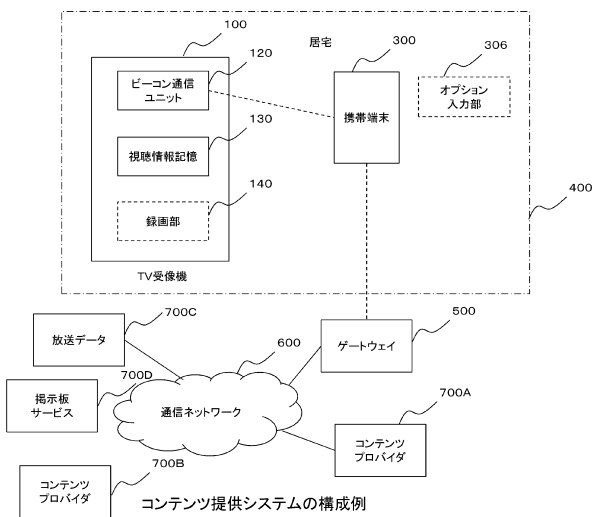 100
居宅
300
306
120
ビーコン通信
ユニット
携帯端末
オプション
入力部
130
視聴情報記憶
140
録画部
400
TV受像機
700C
放送データ
500
ゲートウェイ
600
700D
掲示板
サービス
通信ネットワーク
700A
コンテンツ
プロバイダ
700B
コンテンツ
プロバイダ
コンテンツ提供システムの構成例